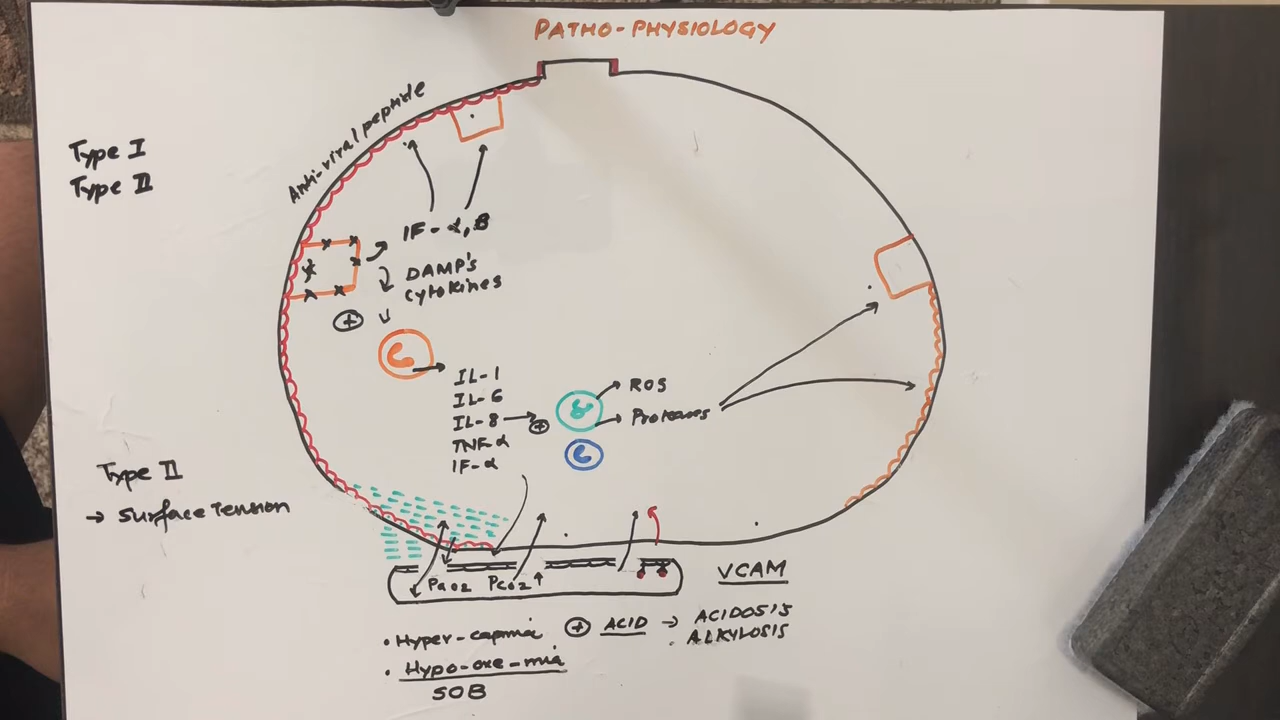 PATHO-PHYSIOLOGY
Anti-viral peptide
Type I
Type II
IF-α,B
DAMP's
cytokines
+
IL-1
IL-6
IL-8
TNF-α
IF-α
+
ROS
Proteases
Type II
→ Surface Tension
PaO2 PCO2↑
VCAM
• Hyper-capmia
• Hypo-oxe-mia
SOB
+ ACID → ACIDOSIS
. ALKYLOSIS